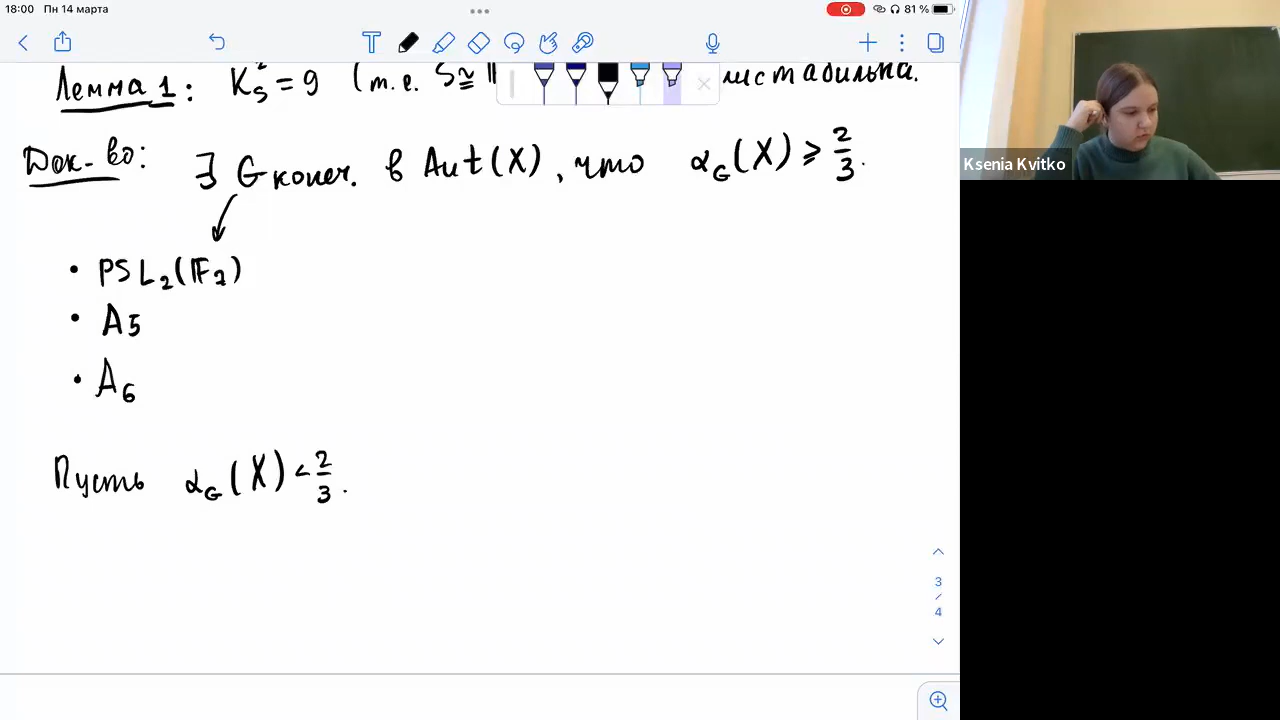 18:00 Пн 14 марта
81 %
Лемма 1: K_S^2 = 9 (т.е. S ≅
Док-во: ∃ G конеч. в Aut(X), что α_G(X) ⩾ 2/3.
Ksenia Kvitko
• PSL_2(F_7)
• A_5
• A_6
Пусть α_G(X) < 2/3.
3
/
4